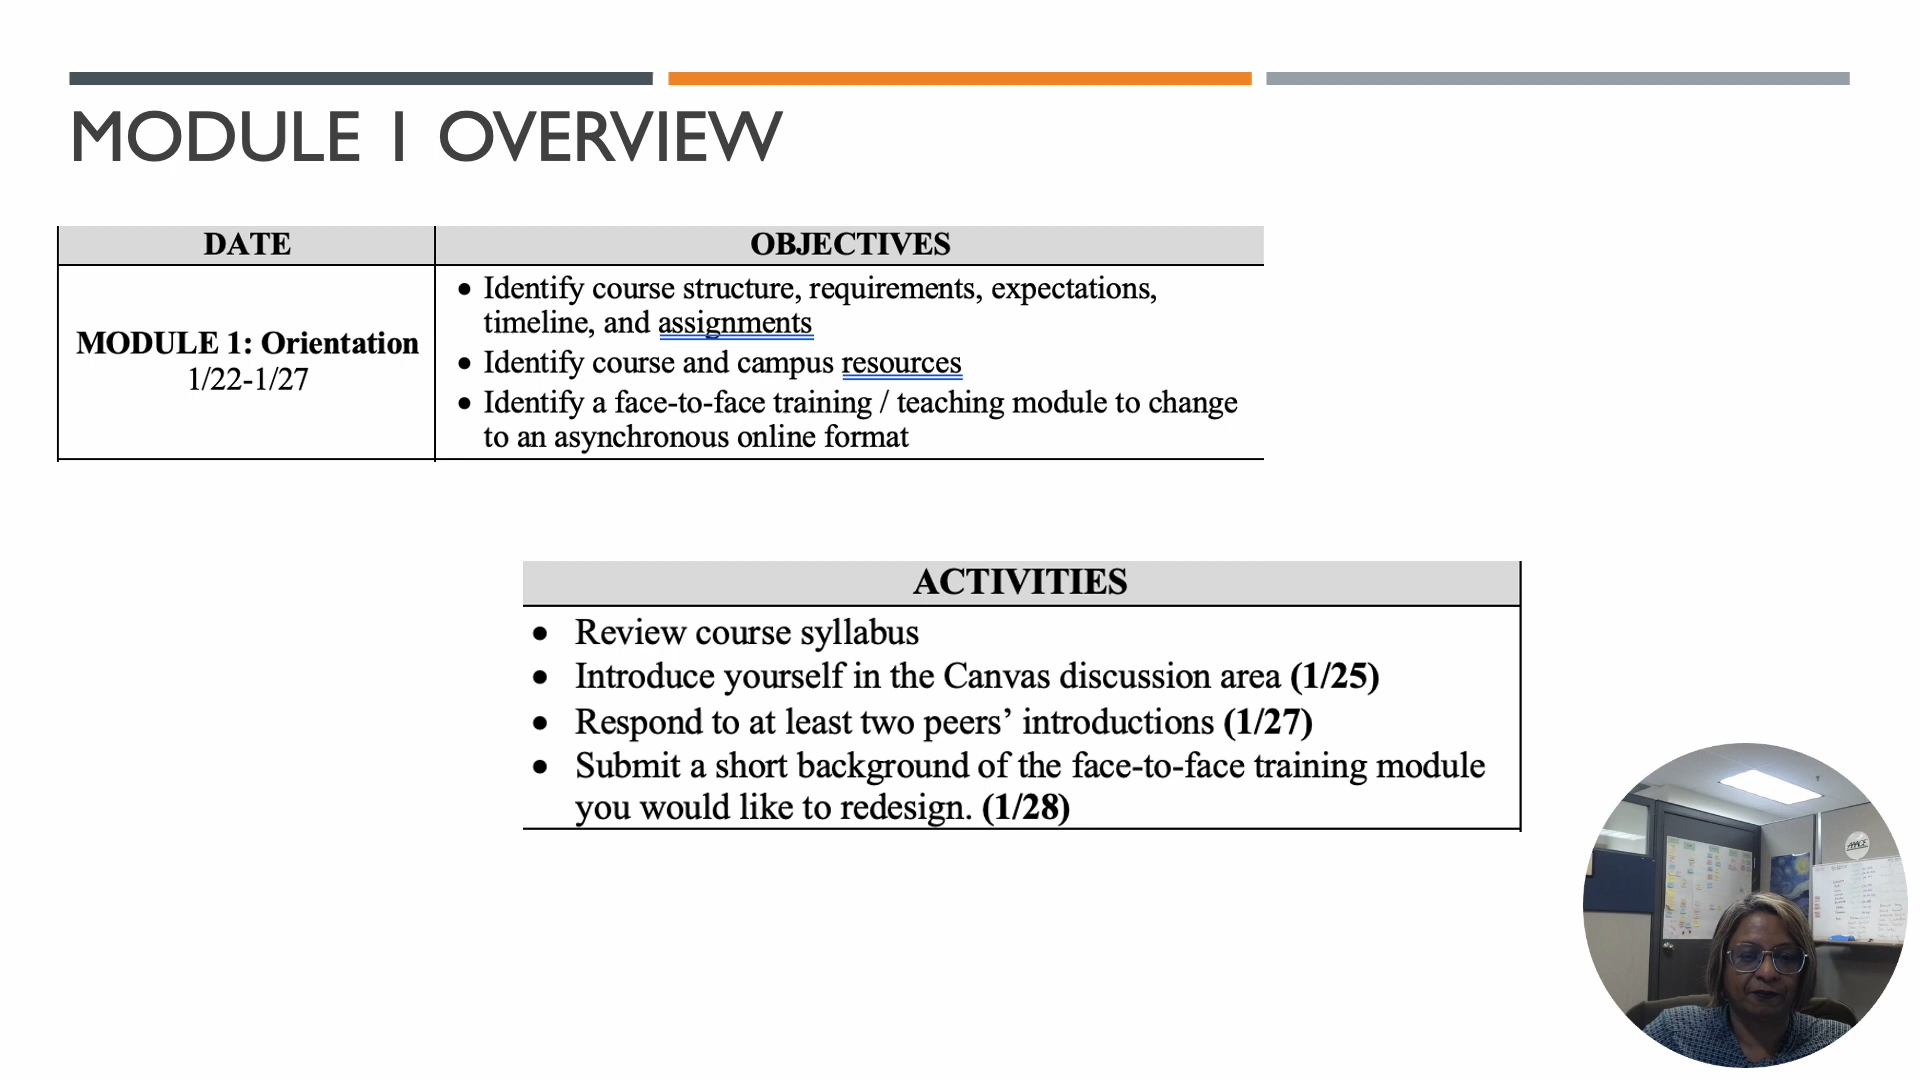 MODULE 1 OVERVIEW
DATE
OBJECTIVES
MODULE 1: Orientation
1/22-1/27
• Identify course structure, requirements, expectations,
timeline, and assignments
• Identify course and campus resources
• Identify a face-to-face training / teaching module to change
to an asynchronous online format
ACTIVITIES
• Review course syllabus
• Introduce yourself in the Canvas discussion area (1/25)
• Respond to at least two peers’ introductions (1/27)
• Submit a short background of the face-to-face training module
you would like to redesign. (1/28)